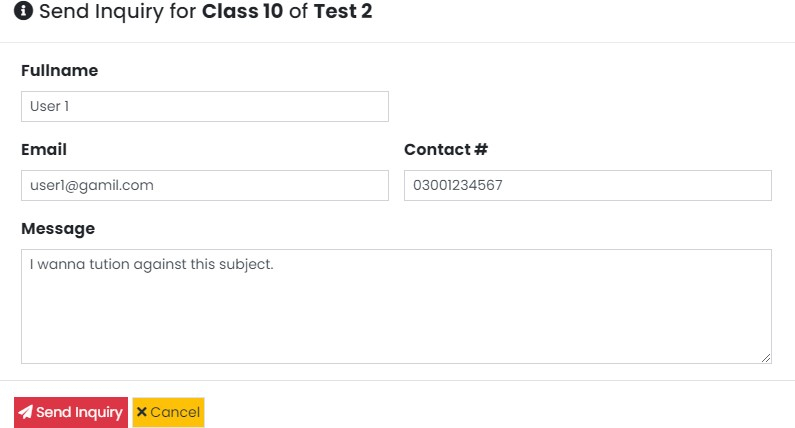 Send Inquiry for Class 10 of Test 2
Fullname
User 1
Email
Contact #
user1@gamil.com
03001234567
Message
I wanna tution against this subject.
Send Inquiry
Cancel